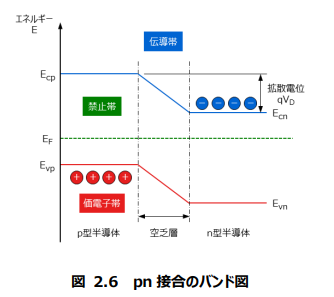 エネルギー
E
伝導帯
Ecp
拡散電位
qVD
禁止帯
Ecn
EF
Evp
価電子帯
Evn
p型半導体 空乏層 n型半導体
図 2.6 pn 接合のバンド図